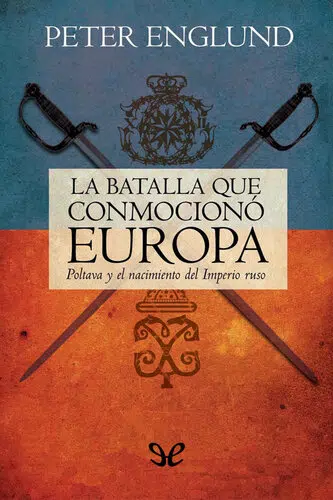 PETER ENGLUND
LA BATALLA QUE
CONMOCIONÓ
EUROPA
Poltava y el nacimiento del Imperio ruso